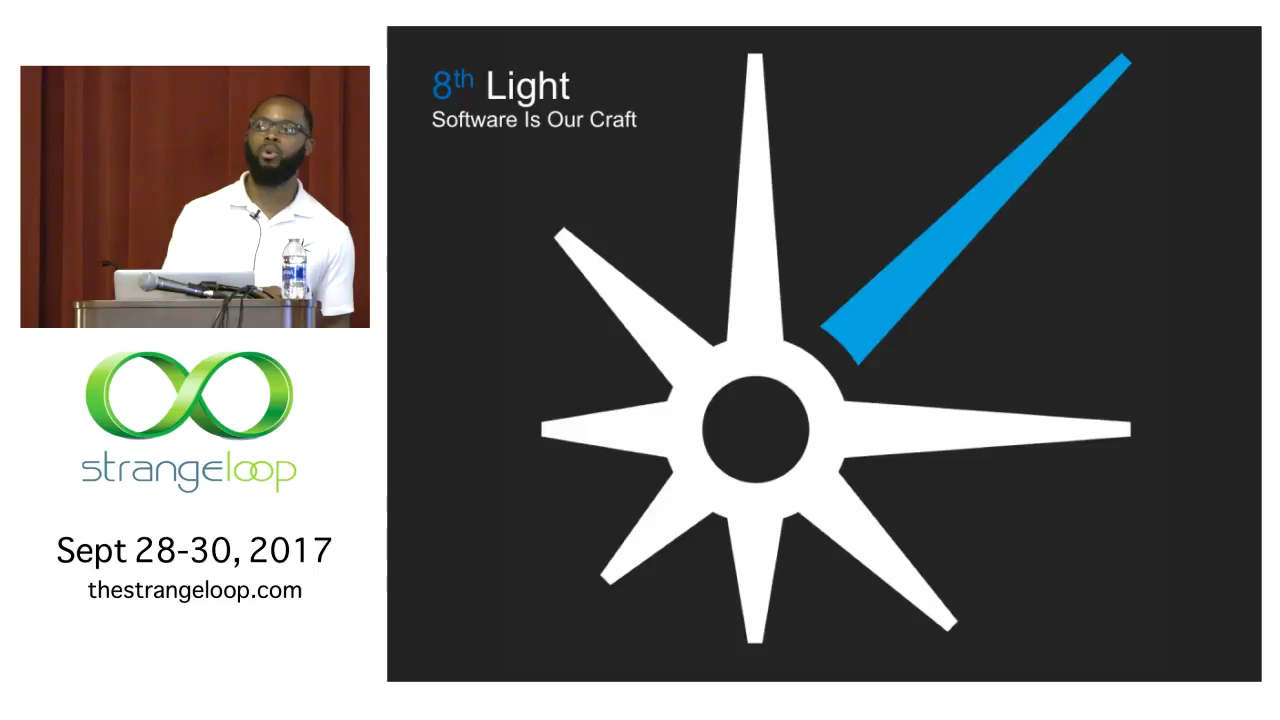 8th Light
Software Is Our Craft
strangeloop
Sept 28-30, 2017
thestrangeloop.com